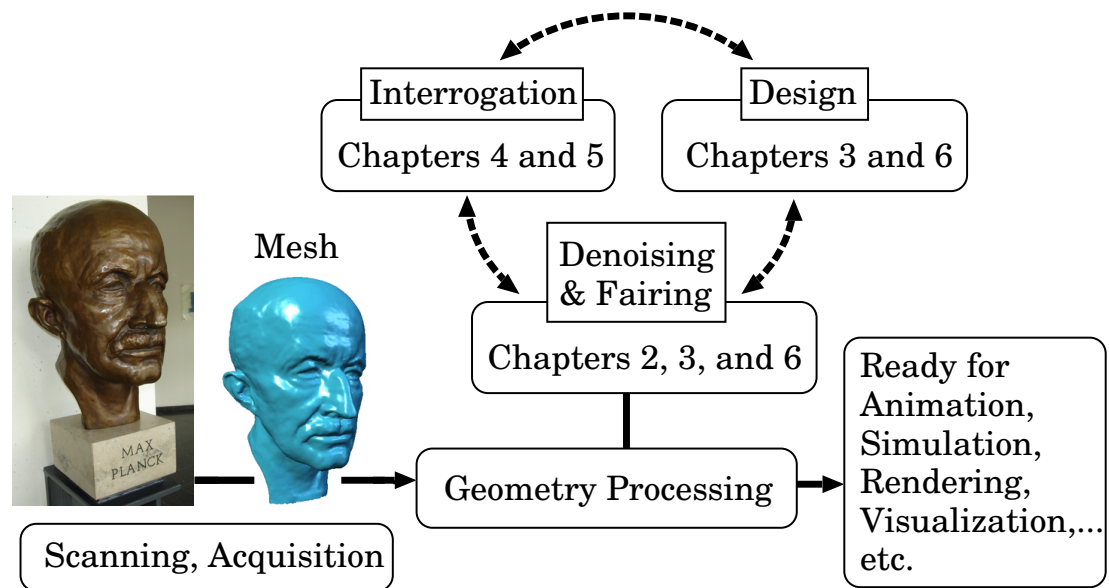 Interrogation
Design
Chapters 4 and 5
Chapters 3 and 6
Mesh
Denoising
& Fairing
Chapters 2, 3, and 6
MAX
PLANCK
Geometry Processing
Ready for
Animation,
Simulation,
Rendering,
Visualization,...
etc.
Scanning, Acquisition